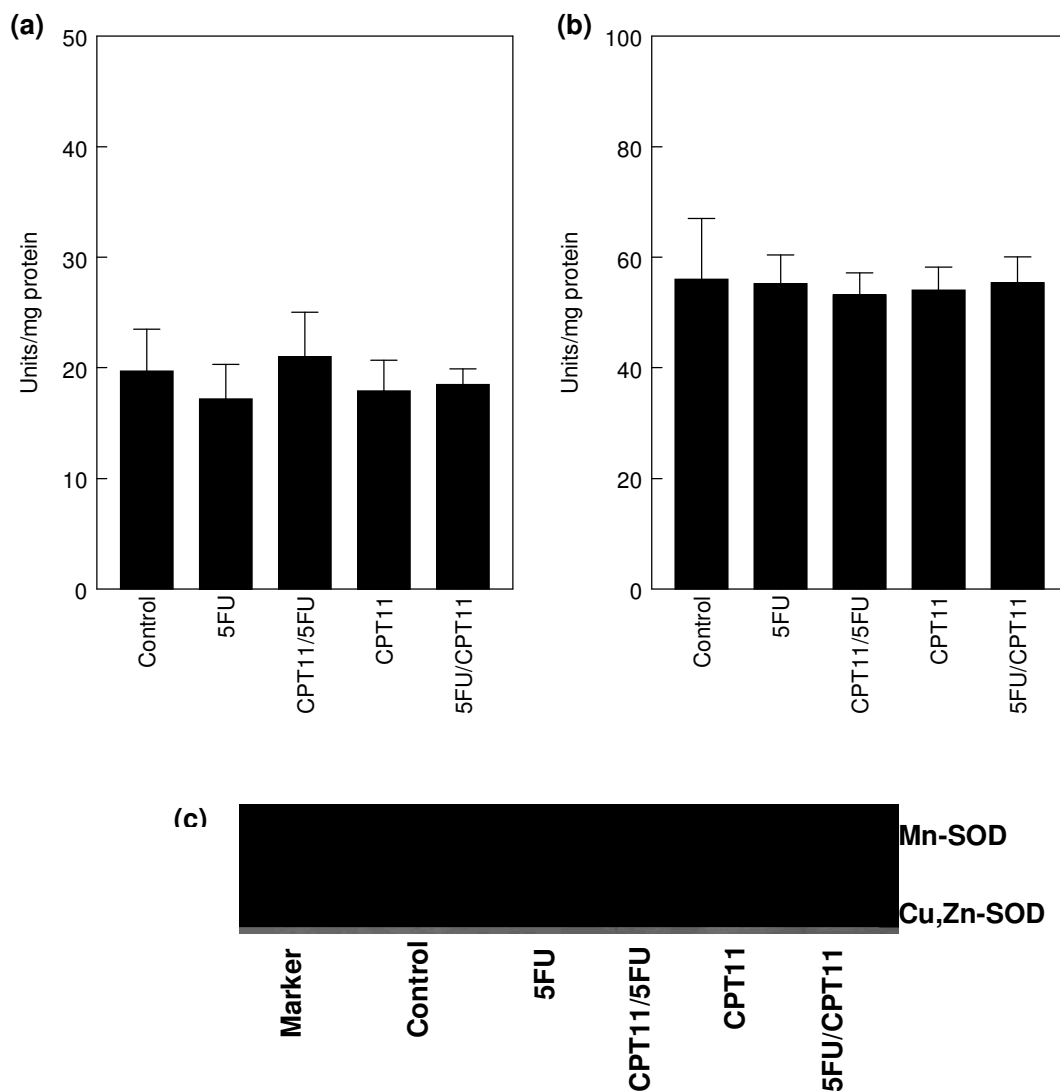 (a)
50
40
30
20
10
0
Units/mg protein
Control
5FU
CPT11/5FU
CPT11
5FU/CPT11
(b)
100
80
60
40
20
0
Units/mg protein
Control
5FU
CPT11/5FU
CPT11
5FU/CPT11
(c)
Mn-SOD
Cu,Zn-SOD
Marker
Control
5FU
CPT11/5FU
CPT11
5FU/CPT11